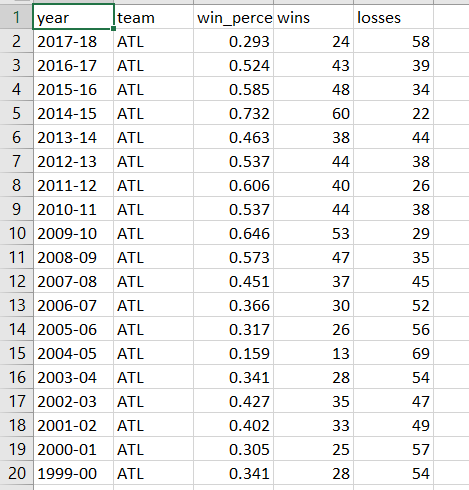 1 year team win_perce wins losses
2 2017-18 ATL 0.293 24 58
3 2016-17 ATL 0.524 43 39
4 2015-16 ATL 0.585 48 34
5 2014-15 ATL 0.732 60 22
6 2013-14 ATL 0.463 38 44
7 2012-13 ATL 0.537 44 38
8 2011-12 ATL 0.606 40 26
9 2010-11 ATL 0.537 44 38
10 2009-10 ATL 0.646 53 29
11 2008-09 ATL 0.573 47 35
12 2007-08 ATL 0.451 37 45
13 2006-07 ATL 0.366 30 52
14 2005-06 ATL 0.317 26 56
15 2004-05 ATL 0.159 13 69
16 2003-04 ATL 0.341 28 54
17 2002-03 ATL 0.427 35 47
18 2001-02 ATL 0.402 33 49
19 2000-01 ATL 0.305 25 57
20 1999-00 ATL 0.341 28 54